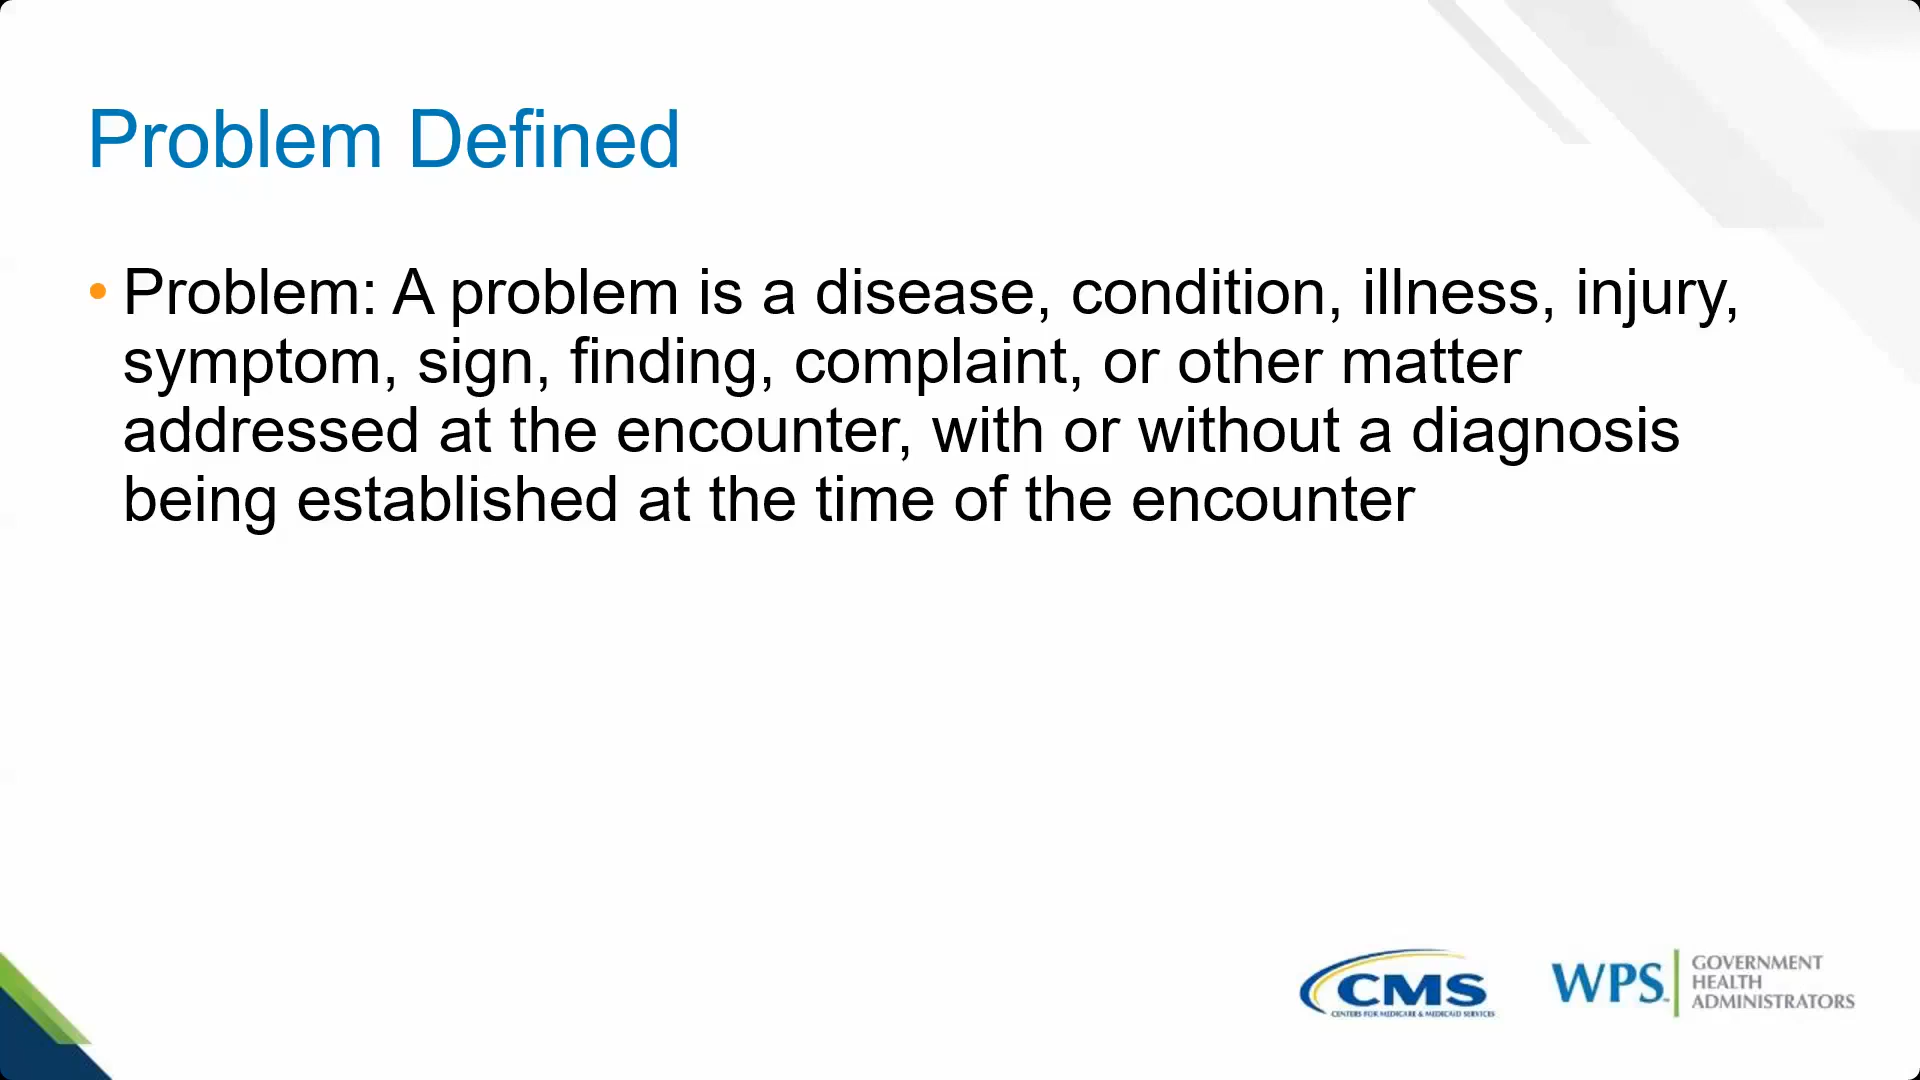 Problem Defined
• Problem: A problem is a disease, condition, illness, injury,
symptom, sign, finding, complaint, or other matter
addressed at the encounter, with or without a diagnosis
being established at the time of the encounter
CMS
CENTERS FOR MEDICARE & MEDICAID SERVICES
WPS
GOVERNMENT
HEALTH
ADMINISTRATORS